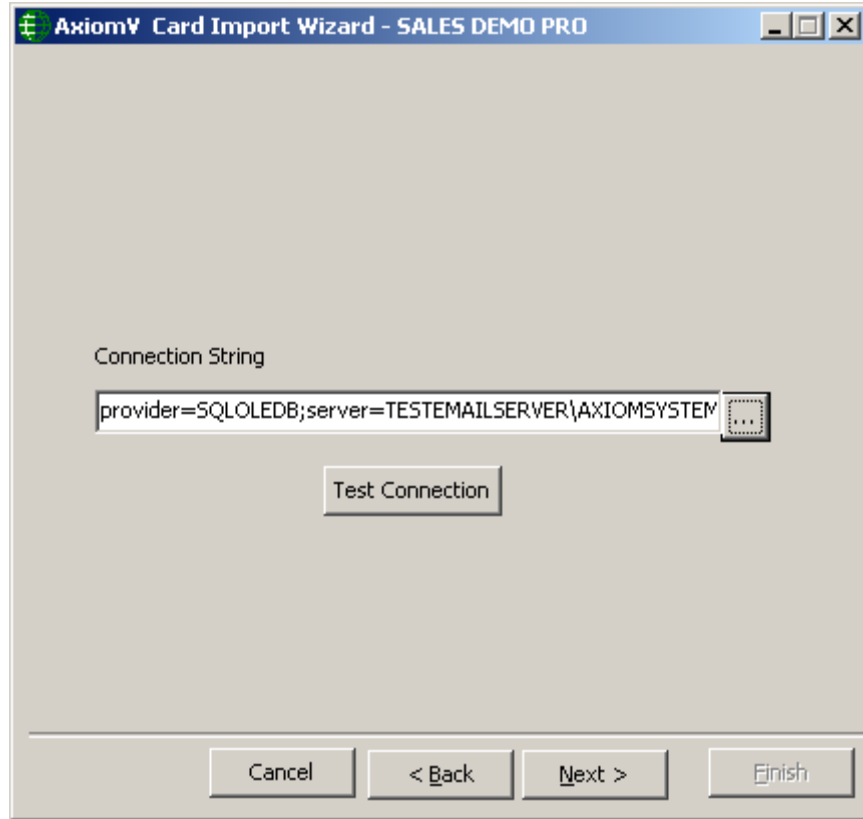 AxiomV Card Import Wizard - SALES DEMO PRO
Connection String
provider=SQLOLEDB;server=TESTEMAILSERVER\AXIOMSYSTEM
...
Test Connection
Cancel < Back Next > Finish